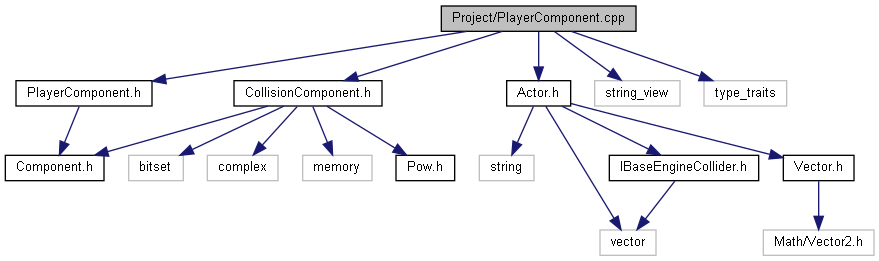 Project/PlayerComponent.cpp
PlayerComponent.h
CollisionComponent.h
Actor.h
string_view
type_traits
Component.h
bitset
complex
memory
Pow.h
string
IBaseEngineCollider.h
Vector.h
vector
Math/Vector2.h